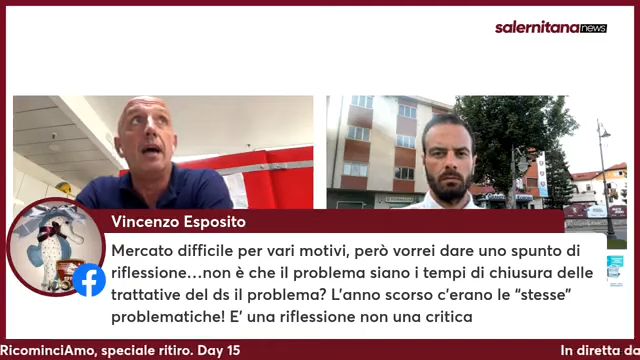 salernitana news
Vincenzo Esposito
Mercato difficile per vari motivi, però vorrei dare uno spunto di
riflessione...non è che il problema siano i tempi di chiusura delle
trattative del ds il problema? L'anno scorso c'erano le “stesse”
problematiche! E' una riflessione non una critica
RicominciAmo, speciale ritiro. Day 15
In diretta da